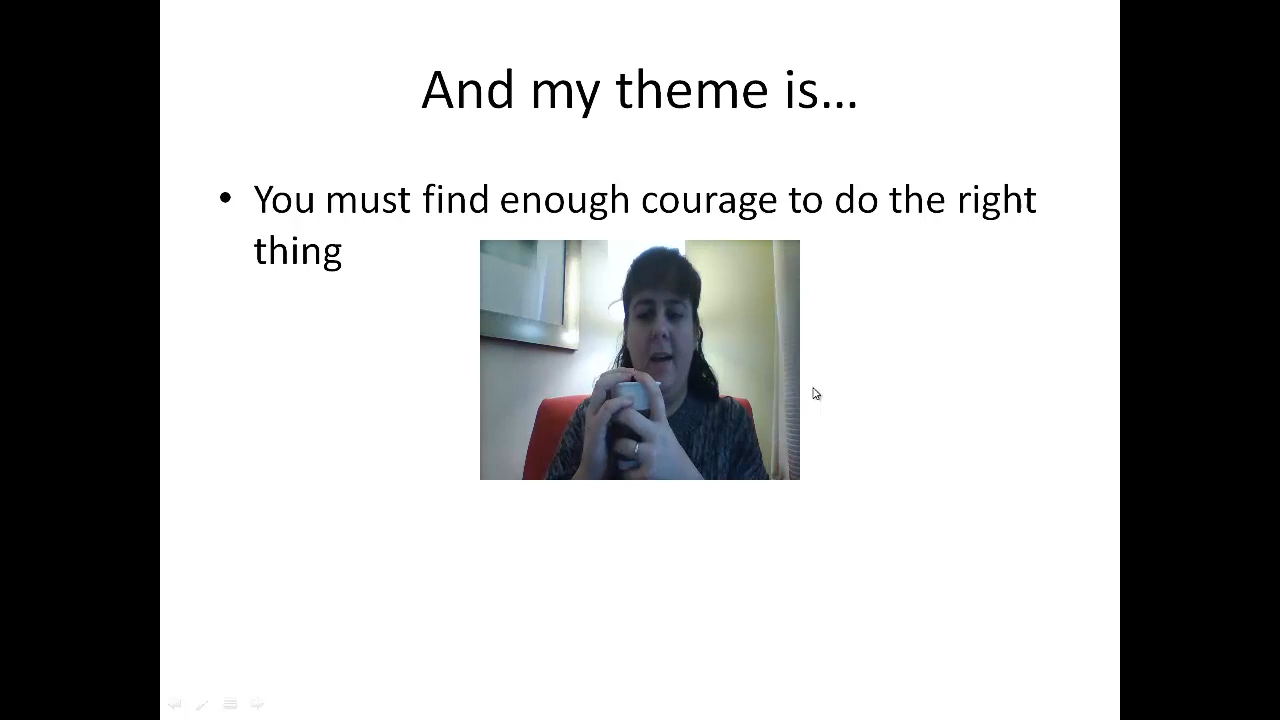 And my theme is...
• You must find enough courage to do the right
thing